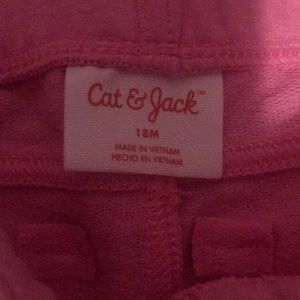 Cat & Jack™
18M
MADE IN VIETNAM
HECHO EN VIETNAM